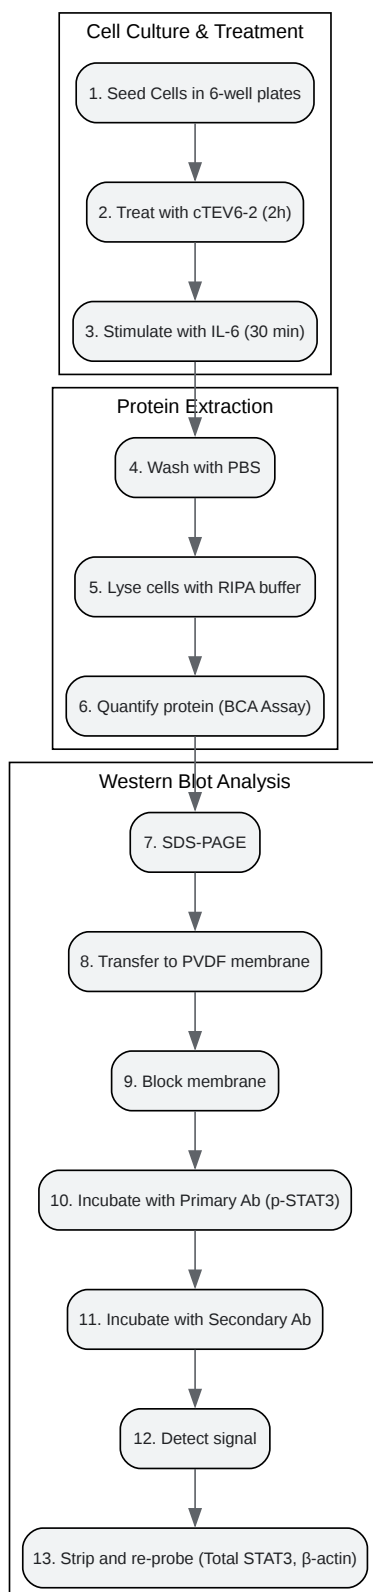 Cell Culture & Treatment
1. Seed Cells in 6-well plates
2. Treat with cTEV6-2 (2h)
3. Stimulate with IL-6 (30 min)
Protein Extraction
4. Wash with PBS
5. Lyse cells with RIPA buffer
6. Quantify protein (BCA Assay)
Western Blot Analysis
7. SDS-PAGE
8. Transfer to PVDF membrane
9. Block membrane
10. Incubate with Primary Ab (p-STAT3)
11. Incubate with Secondary Ab
12. Detect signal
13. Strip and re-probe (Total STAT3, β-actin)